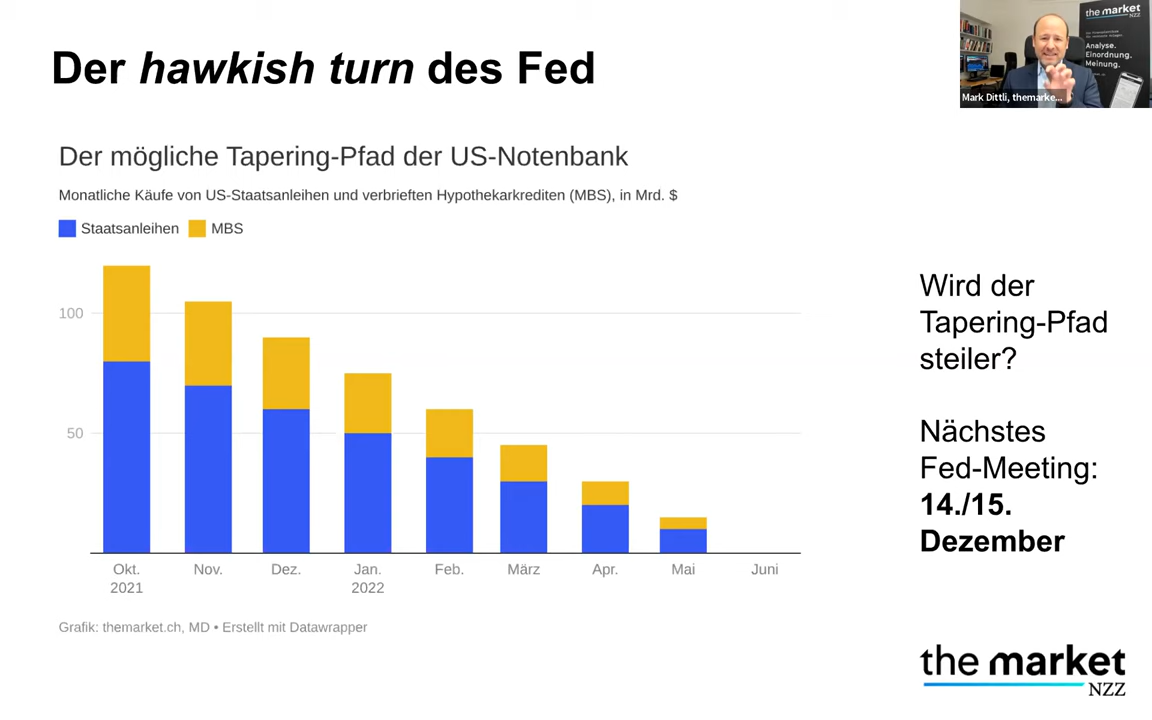 Der hawkish turn des Fed
the market
NZZ
Analyse.
Einordnung.
Meinung.
Mark Dittli, themarke...
Der mögliche Tapering-Pfad der US-Notenbank
Monatliche Käufe von US-Staatsanleihen und verbrieften Hypothekarkrediten (MBS), in Mrd. $
Staatsanleihen MBS
100
50
Okt. Nov. Dez. Jan. Feb. März Apr. Mai Juni
2021 2022
Grafik: themarket.ch, MD • Erstellt mit Datawrapper
Wird der
Tapering-Pfad
steiler?
Nächstes
Fed-Meeting:
14./15.
Dezember
the market
NZZ